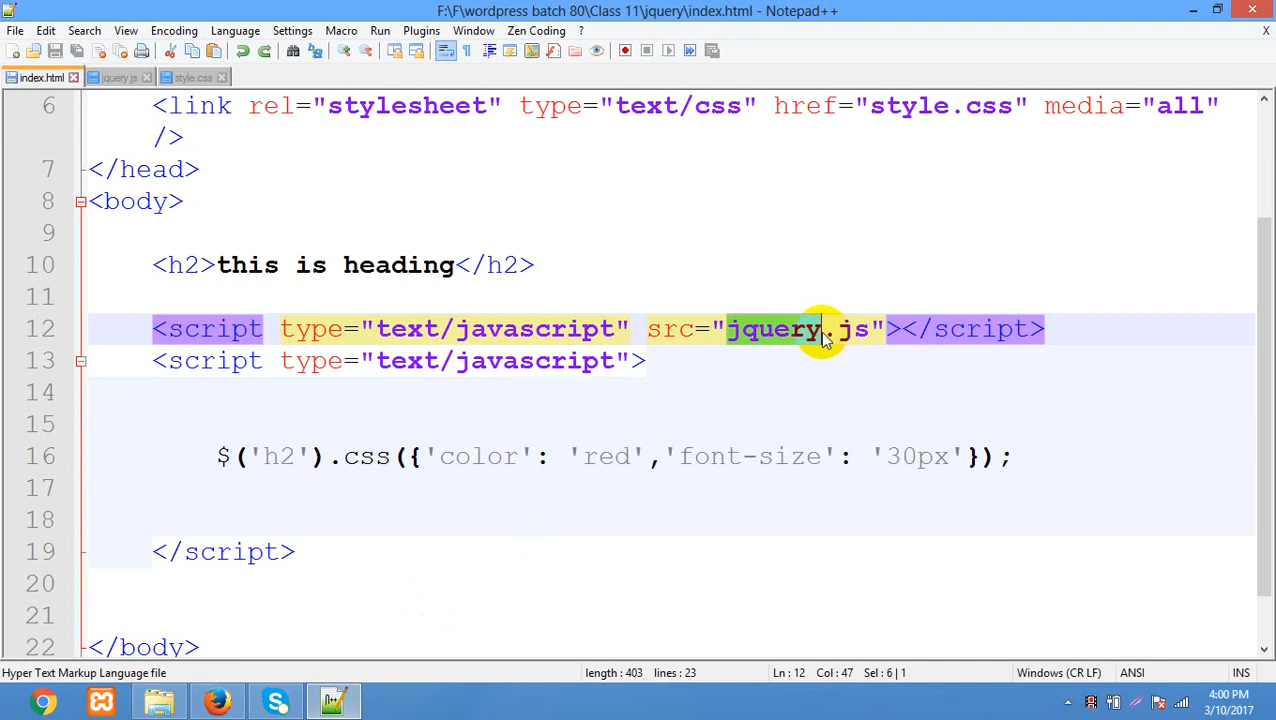 F:\F\wordpress batch 80\Class 11\jquery\index.html - Notepad++
File Edit Search View Encoding Language Settings Macro Run Plugins Window Zen Coding ? X
index.html jquery.js style.css
6 <link rel="stylesheet" type="text/css" href="style.css" media="all"
/>
7 </head>
8 <body>
9
10 <h2>this is heading</h2>
11
12 <script type="text/javascript" src="jquery.js"></script>
13 <script type="text/javascript">
14
15
16 $('h2').css({'color': 'red','font-size': '30px'});
17
18
19 </script>
20
21
22 </body>
Hyper Text Markup Language file length : 403 lines : 23 Ln : 12 Col : 47 Sel : 6 | 1 Windows (CR LF) ANSI INS
4:00 PM
3/10/2017